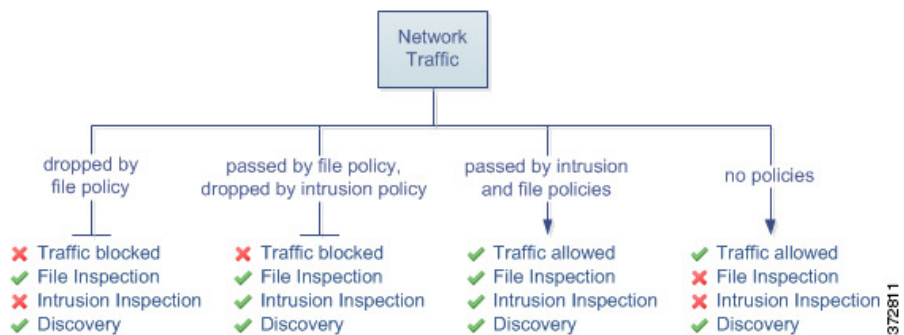 Network
Traffic
dropped by
file policy
passed by file policy,
dropped by intrusion policy
passed by intrusion
and file policies
no policies
Traffic blocked
File Inspection
Intrusion Inspection
Discovery
Traffic blocked
File Inspection
Intrusion Inspection
Discovery
Traffic allowed
File Inspection
Intrusion Inspection
Discovery
Traffic allowed
File Inspection
Intrusion Inspection
Discovery
372811